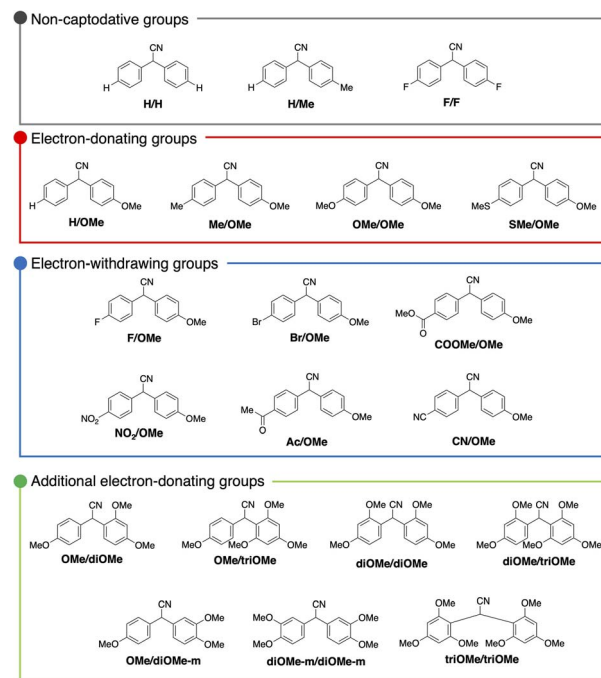 Non-captodative groups
CN CN CN
H H H Me F F
H/H H/Me F/F
Electron-donating groups
CN CN CN CN
H OMe Me OMe OMe OMe MeS OMe
H/OMe Me/OMe OMe/OMe SMe/OMe
Electron-withdrawing groups
CN CN CN
MeO
F OMe Br OMe O OMe
F/OMe Br/OMe COOMe/OMe
CN CN CN
NO2 OMe Me O OMe NC OMe
NO2/OMe Ac/OMe CN/OMe
Additional electron-donating groups
CN OMe CN OMe OMe CN OMe OMe CN OMe
MeO OMe MeO MeO OMe MeO OMe MeO MeO OMe
OMe/diOMe OMe/triOMe diOMe/diOMe diOMe/triOMe
CN CN CN
OMe MeO OMe OMe OMe
MeO OMe MeO OMe MeO OMe MeO OMe
OMe/diOMe-m diOMe-m/diOMe-m triOMe/triOMe